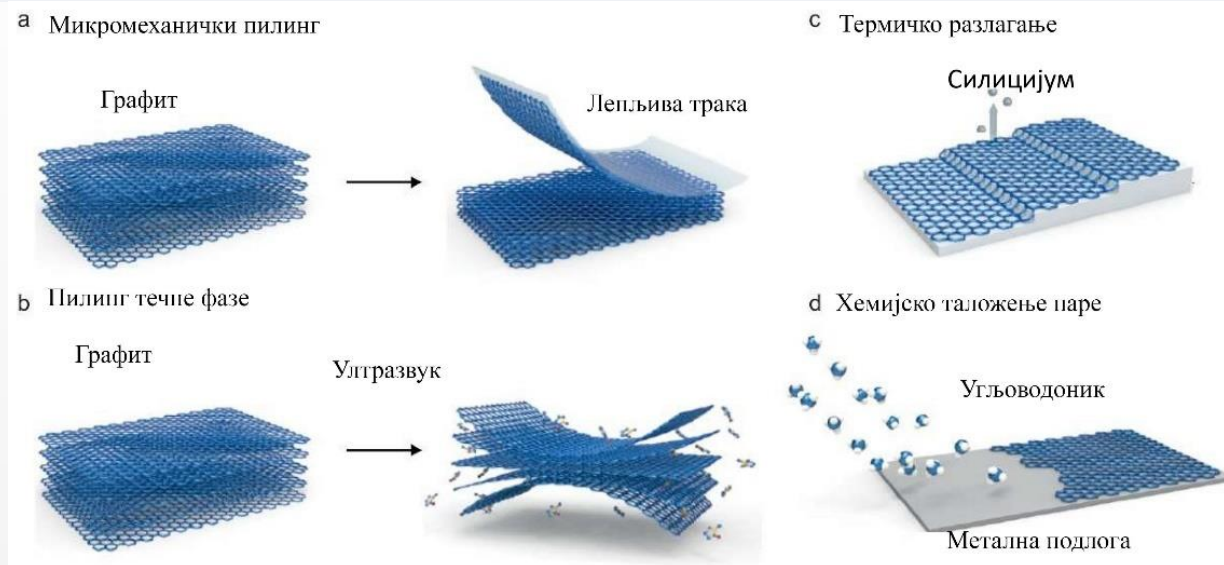 a Микромеханички пилинг
Графит
Лепљива трака
b Пилинг течне фазе
Графит
Ултразвук
c Термичко разлагање
Силицијум
d Хемијско таложење паре
Угљоводоник
Метална подлога